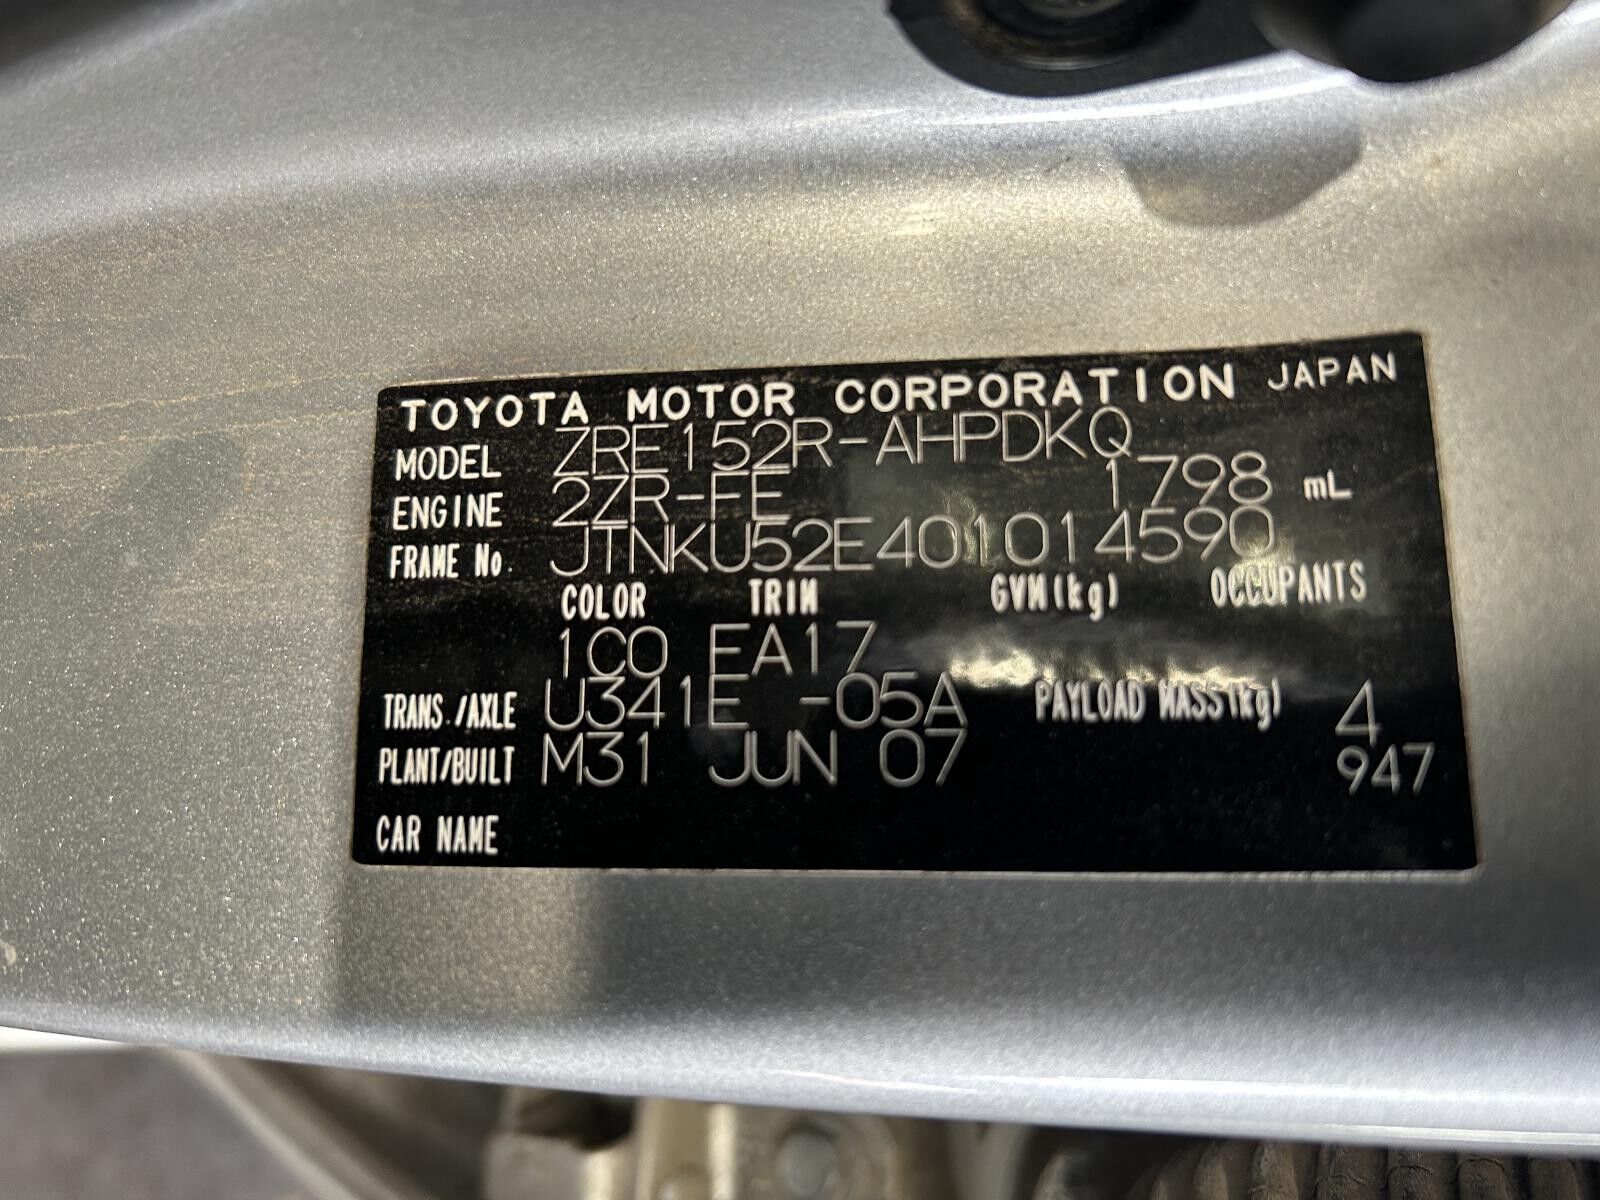 TOYOTA MOTOR CORPORATION JAPAN
MODEL ZRE152R-AHPDKQ
ENGINE 2ZR-FE 1798 mL
FRAME No. JTNKU52E401014590
COLOR TRIM GVM(kg) OCCUPANTS
1C0 EA17
TRANS./AXLE U341E -05A PAYLOAD MASS(kg) 4
PLANT/BUILT M31 JUN 07 947
CAR NAME